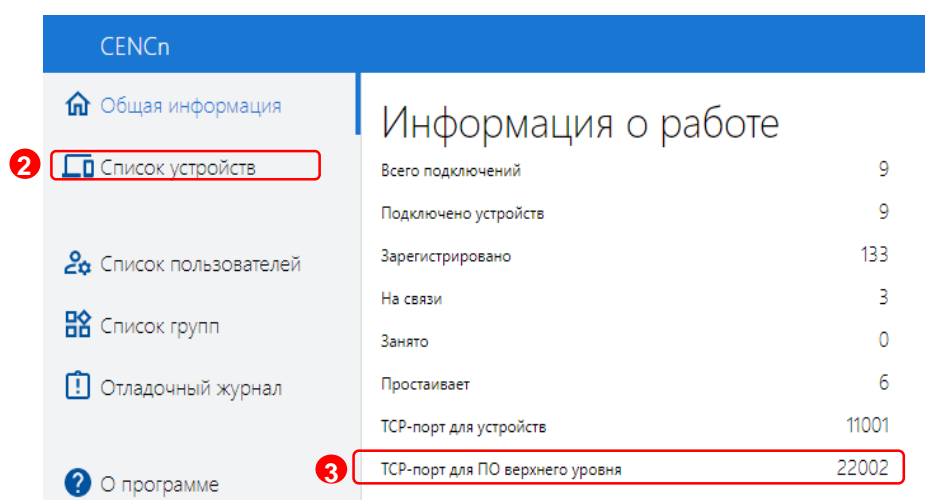 CENCn
Общая информация
2
Список устройств
Список пользователей
Список групп
Отладочный журнал
О программе
Информация о работе
Всего подключений 9
Подключено устройств 9
Зарегистрировано 133
На связи 3
Занято 0
Простаивает 6
TCP-порт для устройств 11001
3 TCP-порт для ПО верхнего уровня 22002